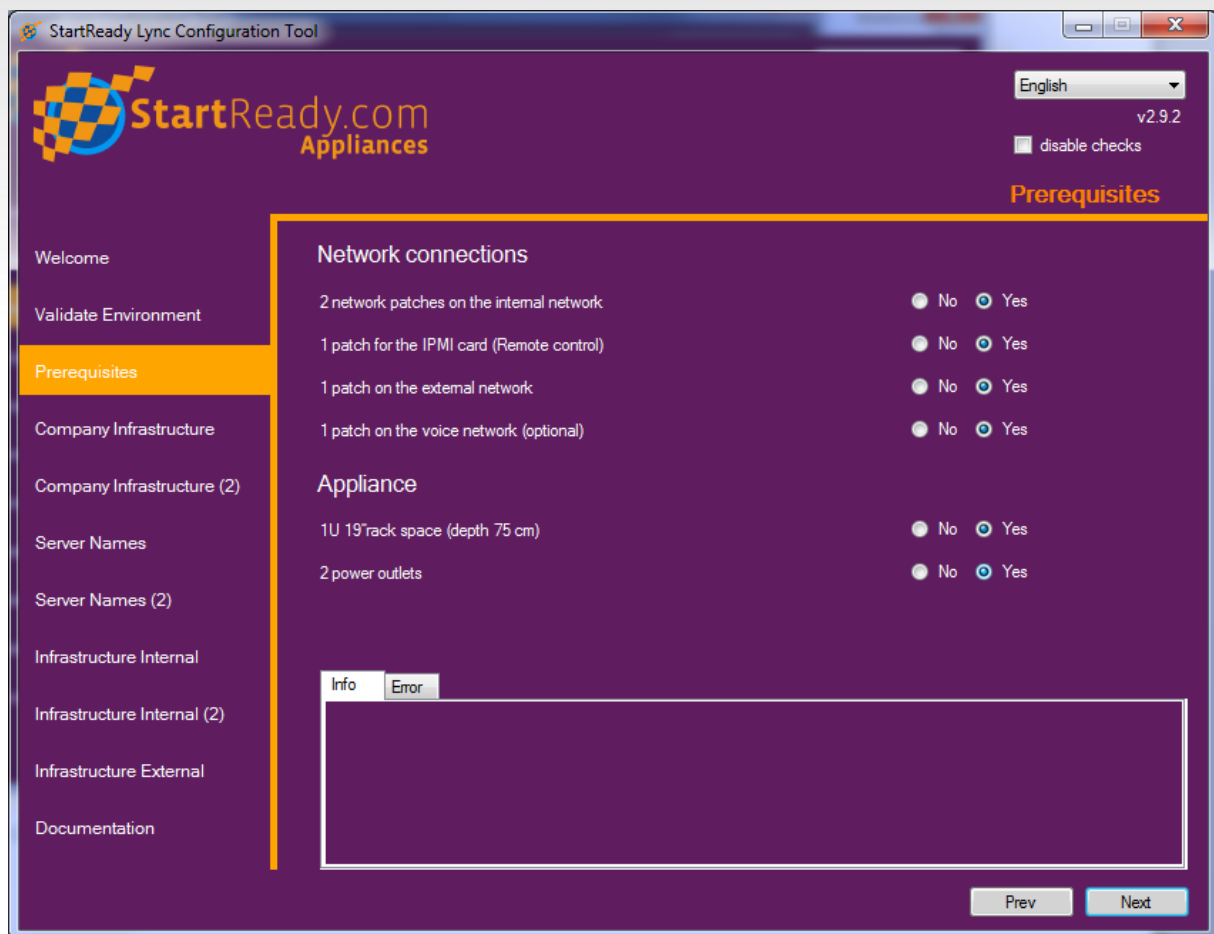 StartReady Lync Configuration Tool
StartReady.com
Appliances
English
v2.9.2
disable checks
Prerequisites
Welcome
Validate Environment
Prerequisites
Company Infrastructure
Company Infrastructure (2)
Server Names
Server Names (2)
Infrastructure Internal
Infrastructure Internal (2)
Infrastructure External
Documentation
Network connections
2 network patches on the internal network No Yes
1 patch for the IPMI card (Remote control) No Yes
1 patch on the external network No Yes
1 patch on the voice network (optional) No Yes
Appliance
1U 19"rack space (depth 75 cm) No Yes
2 power outlets No Yes
Info Error
Prev Next